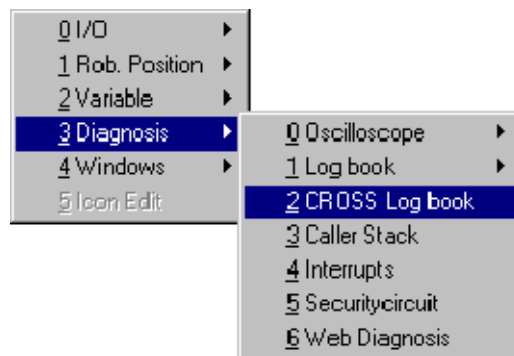 0 I/O
1 Rob. Position
2 Variable
3 Diagnosis
4 Windows
5 Icon Edit
0 Oscilloscope
1 Log book
2 CROSS Log book
3 Caller Stack
4 Interrupts
5 Securitycircuit
6 Web Diagnosis